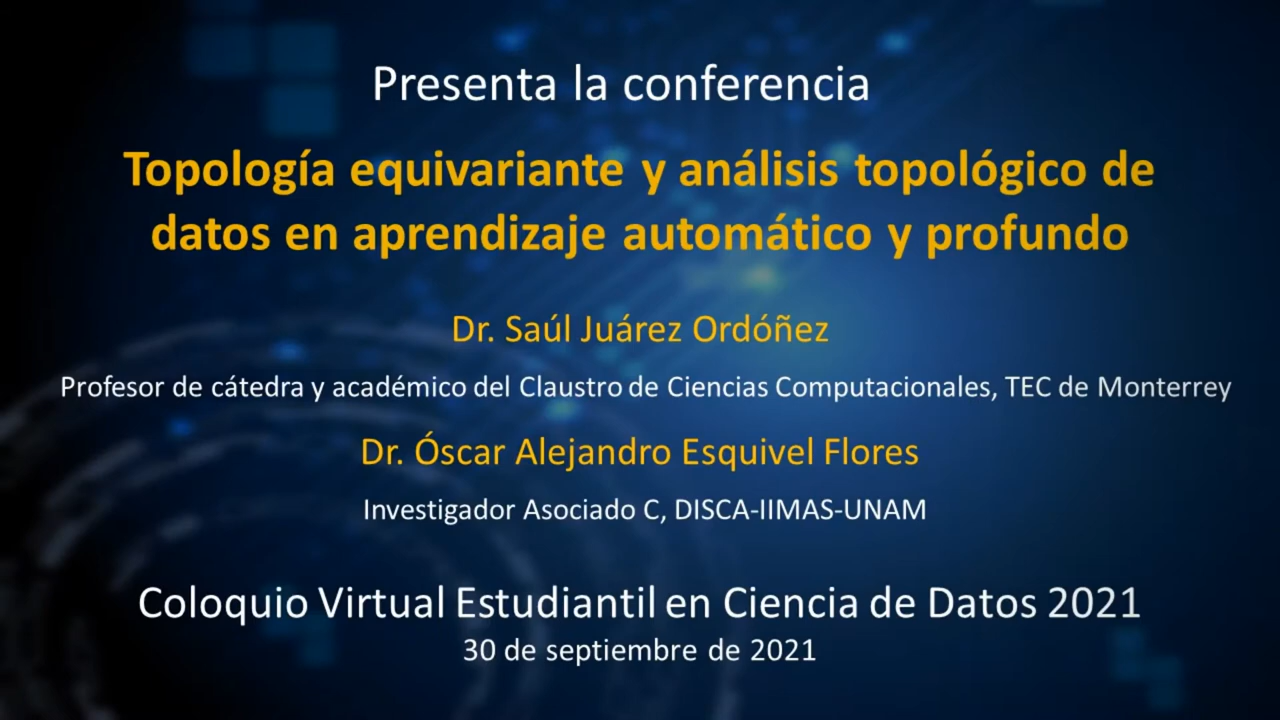 Presenta la conferencia
Topología equivariante y análisis topológico de
datos en aprendizaje automático y profundo
Dr. Saúl Juárez Ordóñez
Profesor de cátedra y académico del Claustro de Ciencias Computacionales, TEC de Monterrey
Dr. Óscar Alejandro Esquivel Flores
Investigador Asociado C, DISCA-IIMAS-UNAM
Coloquio Virtual Estudiantil en Ciencia de Datos 2021
30 de septiembre de 2021